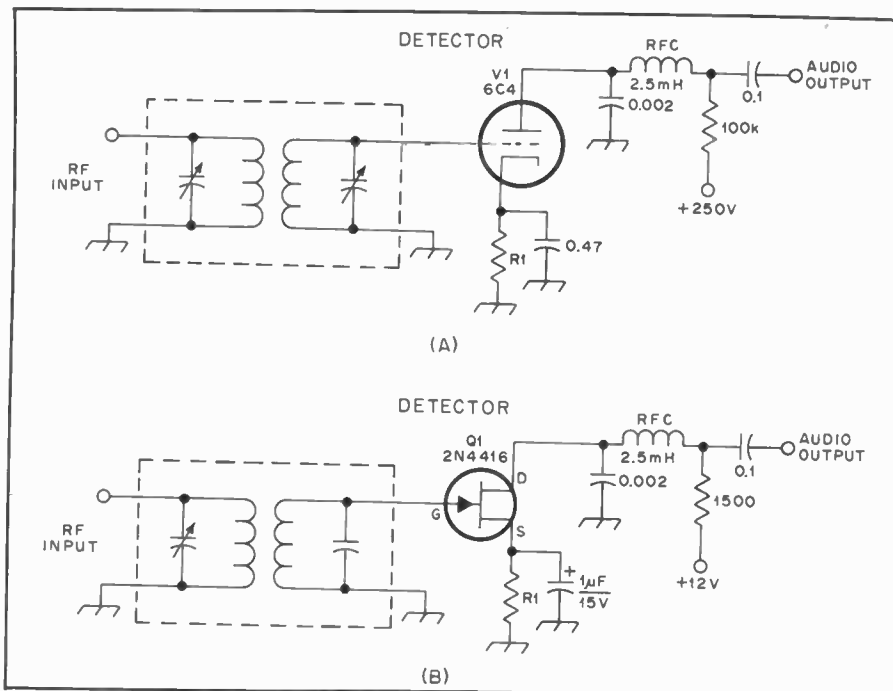 DETECTOR
V1
6C4
RFC
2.5mH
0.002
0.1
AUDIO
OUTPUT
100k
+250V
RF
INPUT
R1
0.47
(A)
DETECTOR
Q1
2N4416
D
G
S
RFC
2.5mH
0.002
0.1
AUDIO
OUTPUT
1500
+12V
RF
INPUT
R1
+
1µF
15V
(B)